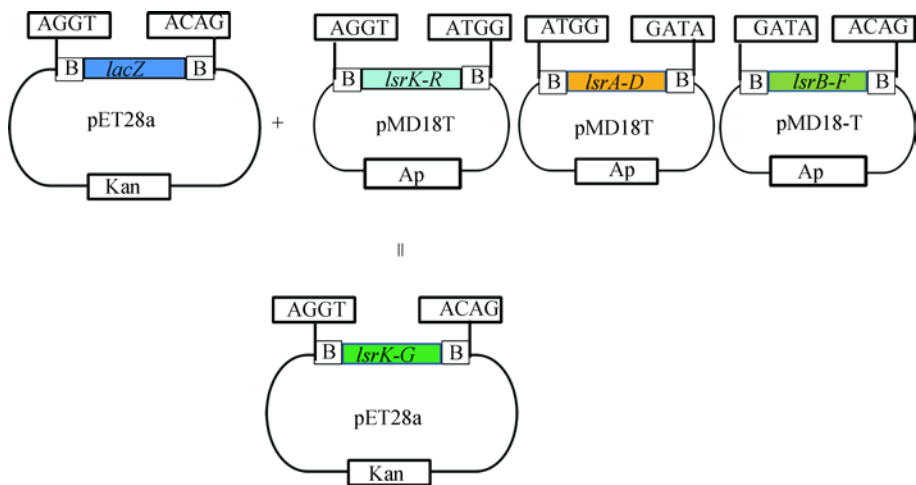 AGGT ACAG AGGT ATGG ATGG GATA GATA ACAG
B lacZ B B lsrK-R B B lsrA-D B B lsrB-F B
pET28a + pMD18T pMD18T pMD18-T
Kan Ap Ap Ap
=
AGGT ACAG
B lsrK-G B
pET28a
Kan